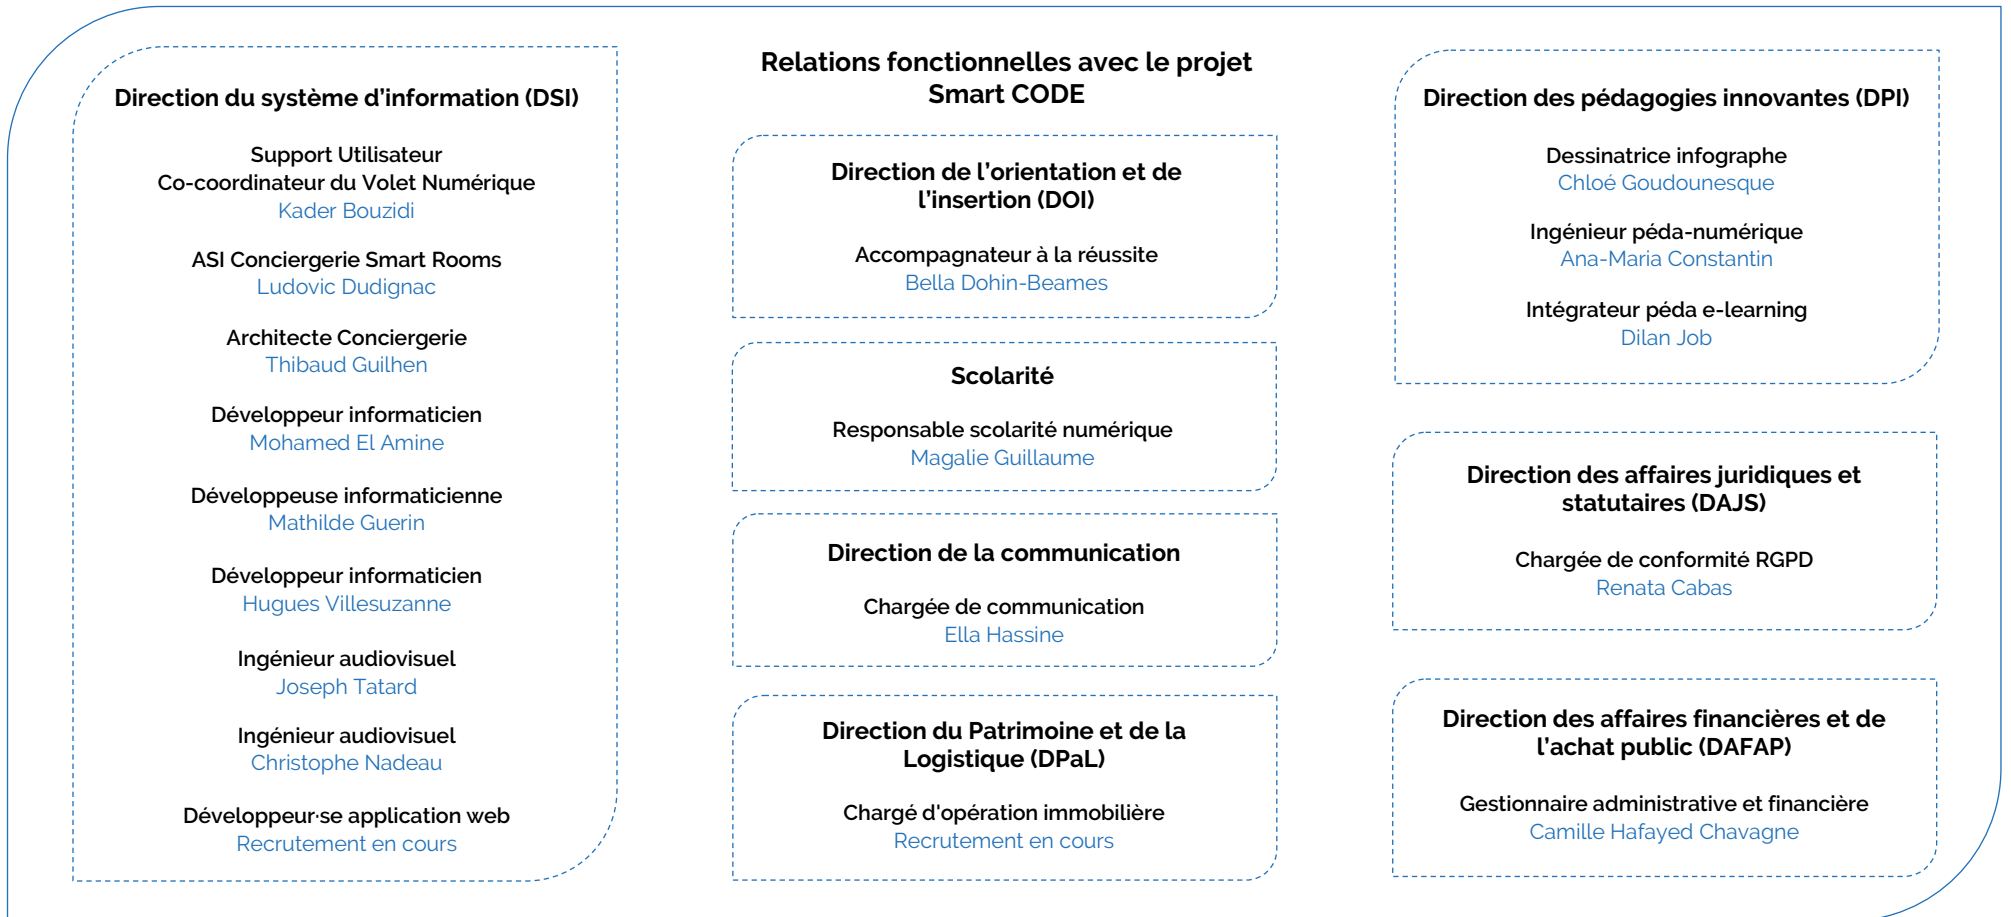 Direction du système d’information (DSI)
Support Utilisateur
Co-coordinateur du Volet Numérique
Kader Bouzidi
ASI Conciergerie Smart Rooms
Ludovic Dudignac
Architecte Conciergerie
Thibaud Guilhen
Développeur informaticien
Mohamed El Amine
Développeuse informaticienne
Mathilde Guerin
Développeur informaticien
Hugues Villesuzanne
Ingénieur audiovisuel
Joseph Tatard
Ingénieur audiovisuel
Christophe Nadeau
Développeur·se application web
Recrutement en cours
Relations fonctionnelles avec le projet
Smart CODE
Direction de l’orientation et de
l’insertion (DOI)
Accompagnateur à la réussite
Bella Dohin-Beames
Scolarité
Responsable scolarité numérique
Magalie Guillaume
Direction de la communication
Chargée de communication
Ella Hassine
Direction du Patrimoine et de la
Logistique (DPaL)
Chargé d'opération immobilière
Recrutement en cours
Direction des pédagogies innovantes (DPI)
Dessinatrice infographe
Chloé Goudounesque
Ingénieur péda-numérique
Ana-Maria Constantin
Intégrateur péda e-learning
Dilan Job
Direction des affaires juridiques et
statutaires (DAJS)
Chargée de conformité RGPD
Renata Cabas
Direction des affaires financières et de
l’achat public (DAFAP)
Gestionnaire administrative et financière
Camille Hafayed Chavagne